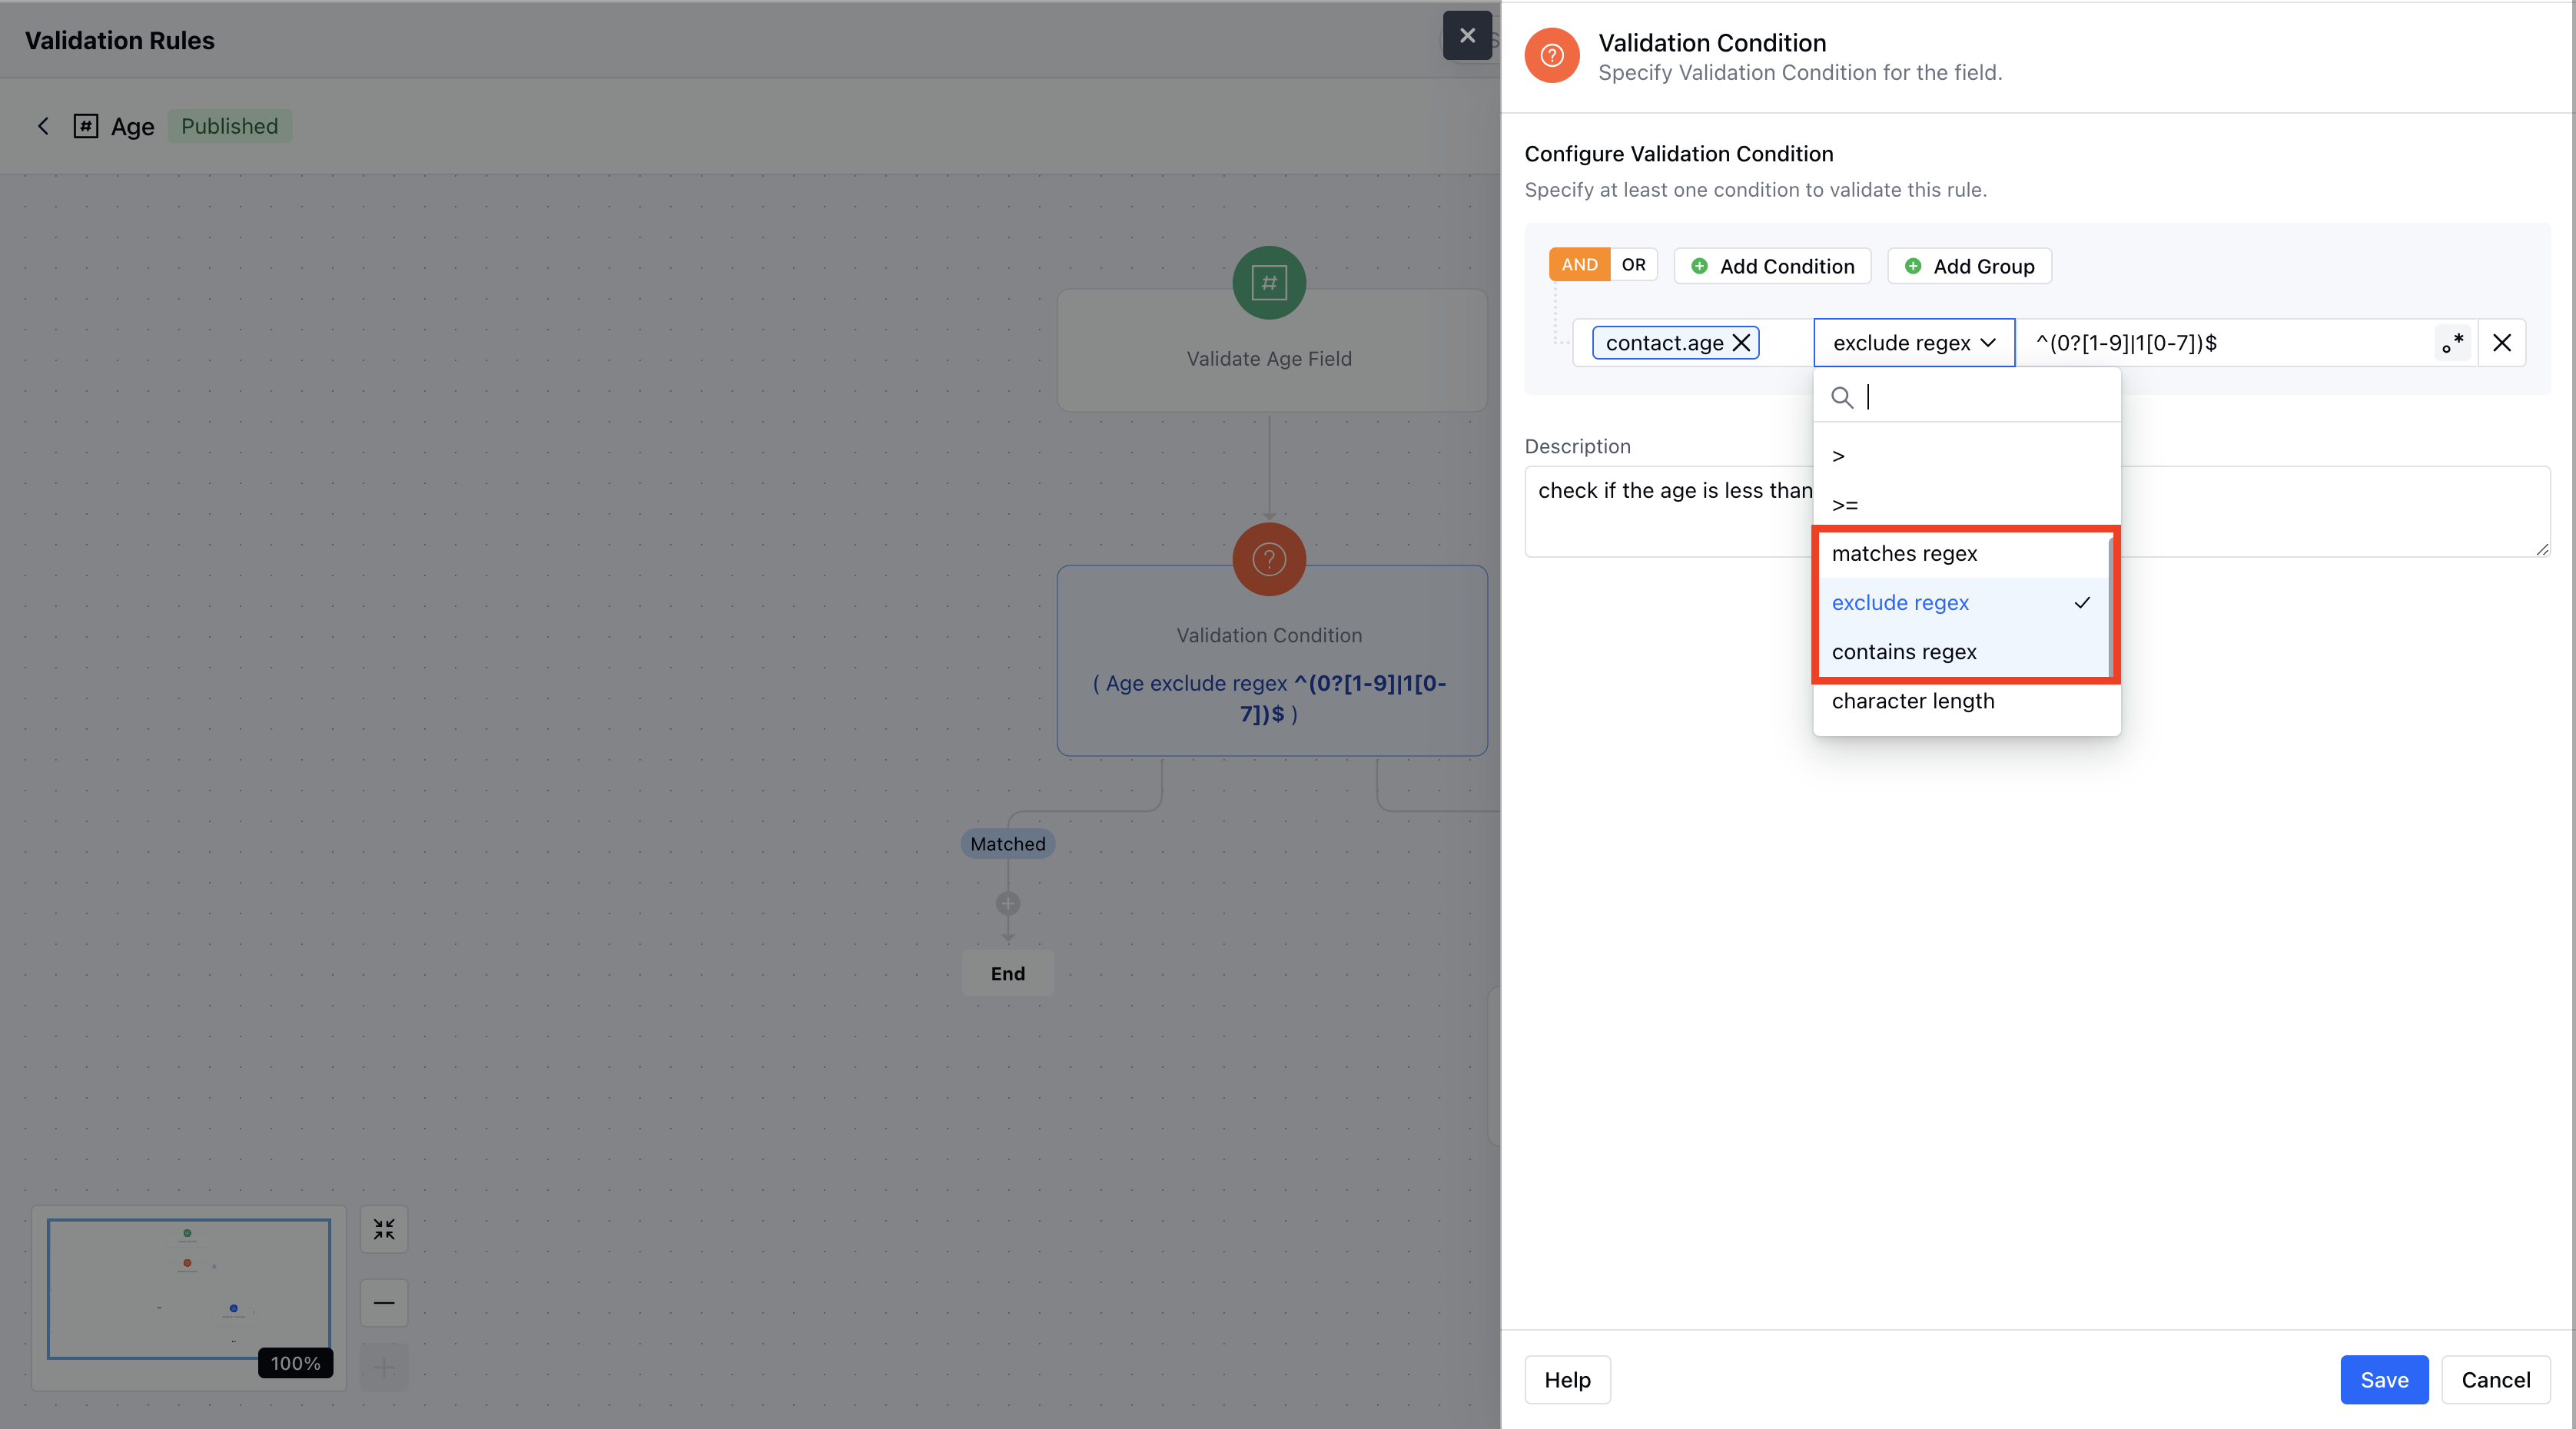 Validation Rules
Age Published
Validate Age Field
Validation Condition
( Age exclude regex ^(0?[1-9]|1[0-
7])$ )
Matched
End
100%
Validation Condition
Specify Validation Condition for the field.
Configure Validation Condition
Specify at least one condition to validate this rule.
AND OR Add Condition Add Group
contact.age exclude regex ^(0?[1-9]|1[0-7])$ .*
>
>=
matches regex
exclude regex
contains regex
character length
Description
check if the age is less than
Help Save Cancel